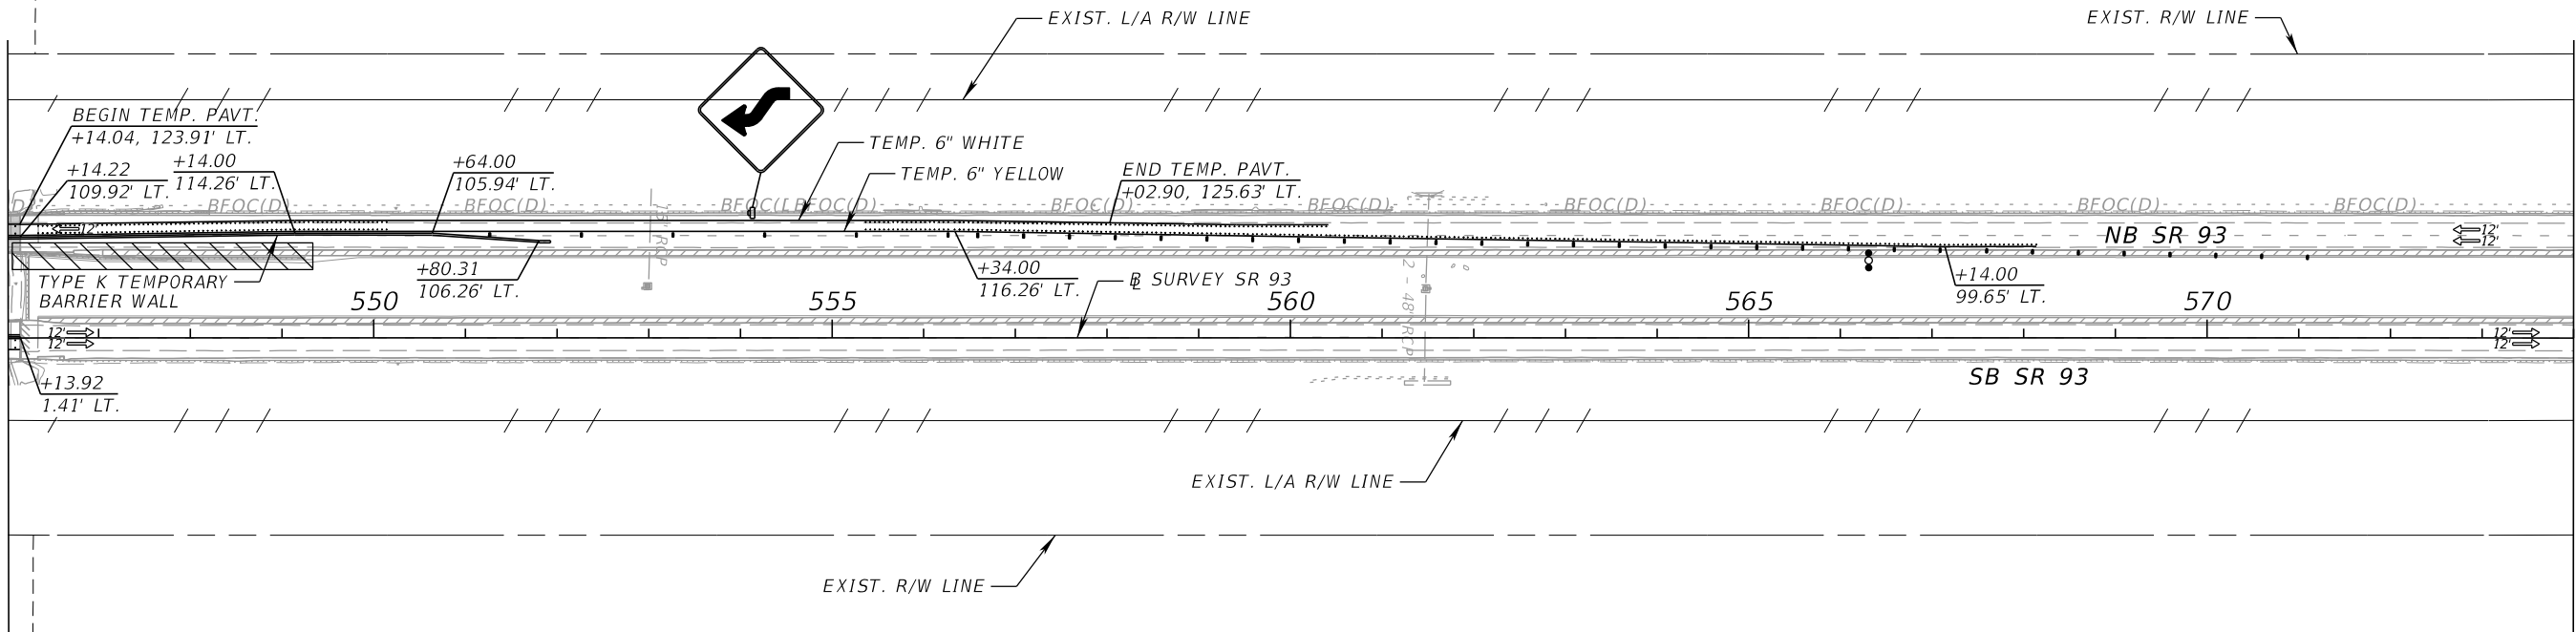 EXIST. L/A R/W LINE
EXIST. R/W LINE
BEGIN TEMP. PAVT.
+14.04, 123.91' LT.
+14.22
109.92' LT.
+14.00
114.26' LT.
+64.00
105.94' LT.
TEMP. 6" WHITE
TEMP. 6" YELLOW
END TEMP. PAVT.
+02.90, 125.63' LT.
BFOC(D)
BFOC(D)
BFOC(D)
BFOC(D)
BFOC(D)
BFOC(D)
BFOC(D)
BFOC(D)
BFOC(D)
12'
NB SR 93
12'
12'
TYPE K TEMPORARY
BARRIER WALL
+80.31
106.26' LT.
RCP
+34.00
116.26' LT.
B SURVEY SR 93
2 - 48" RCP
+14.00
99.65' LT.
550
555
560
565
570
12'
12'
12'
12'
SB SR 93
+13.92
1.41' LT.
EXIST. L/A R/W LINE
EXIST. R/W LINE